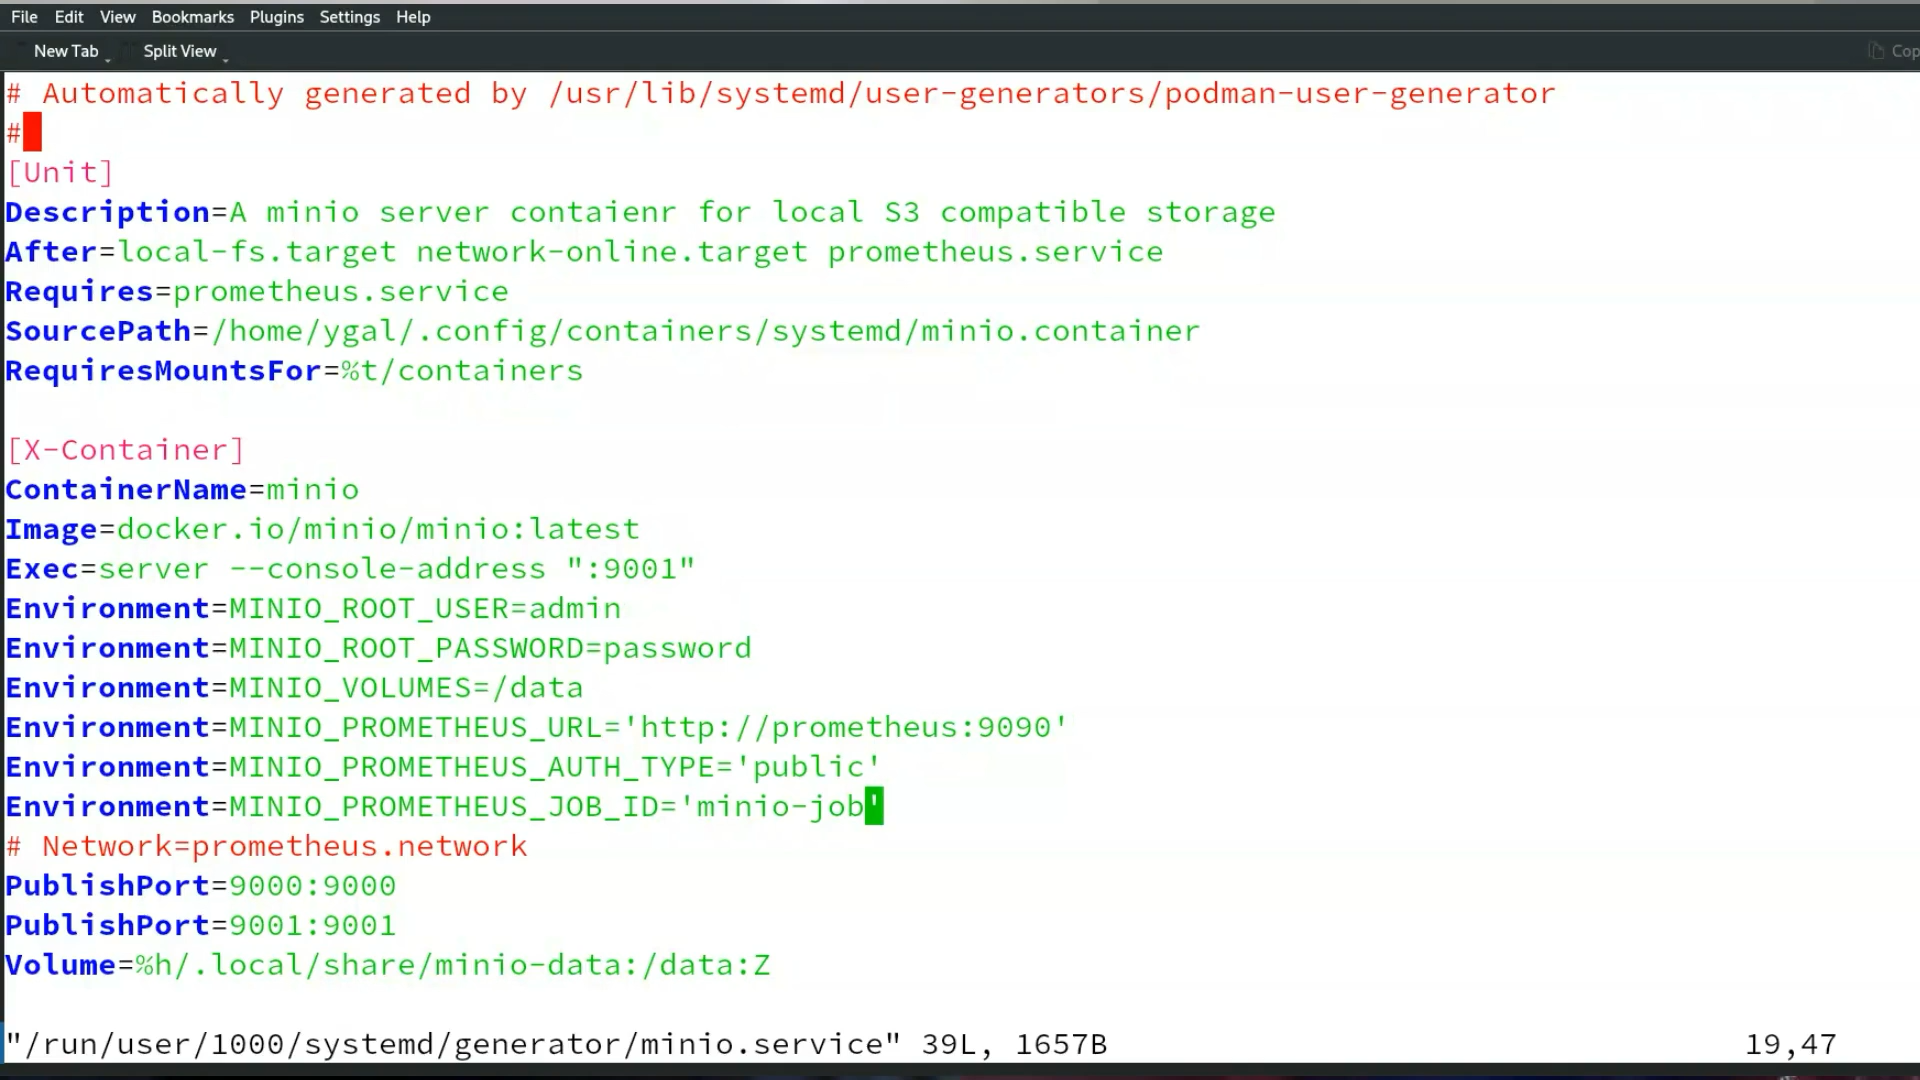 File Edit View Bookmarks Plugins Settings Help
New Tab Split View
# Automatically generated by /usr/lib/systemd/user-generators/podman-user-generator
#
[Unit]
Description=A minio server contaienr for local S3 compatible storage
After=local-fs.target network-online.target prometheus.service
Requires=prometheus.service
SourcePath=/home/ygal/.config/containers/systemd/minio.container
RequiresMountsFor=%t/containers
[X-Container]
ContainerName=minio
Image=docker.io/minio/minio:latest
Exec=server --console-address ":9001"
Environment=MINIO_ROOT_USER=admin
Environment=MINIO_ROOT_PASSWORD=password
Environment=MINIO_VOLUMES=/data
Environment=MINIO_PROMETHEUS_URL='http://prometheus:9090'
Environment=MINIO_PROMETHEUS_AUTH_TYPE='public'
Environment=MINIO_PROMETHEUS_JOB_ID='minio-job'
# Network=prometheus.network
PublishPort=9000:9000
PublishPort=9001:9001
Volume=%h/.local/share/minio-data:/data:Z
"/run/user/1000/systemd/generator/minio.service" 39L, 1657B 19,47